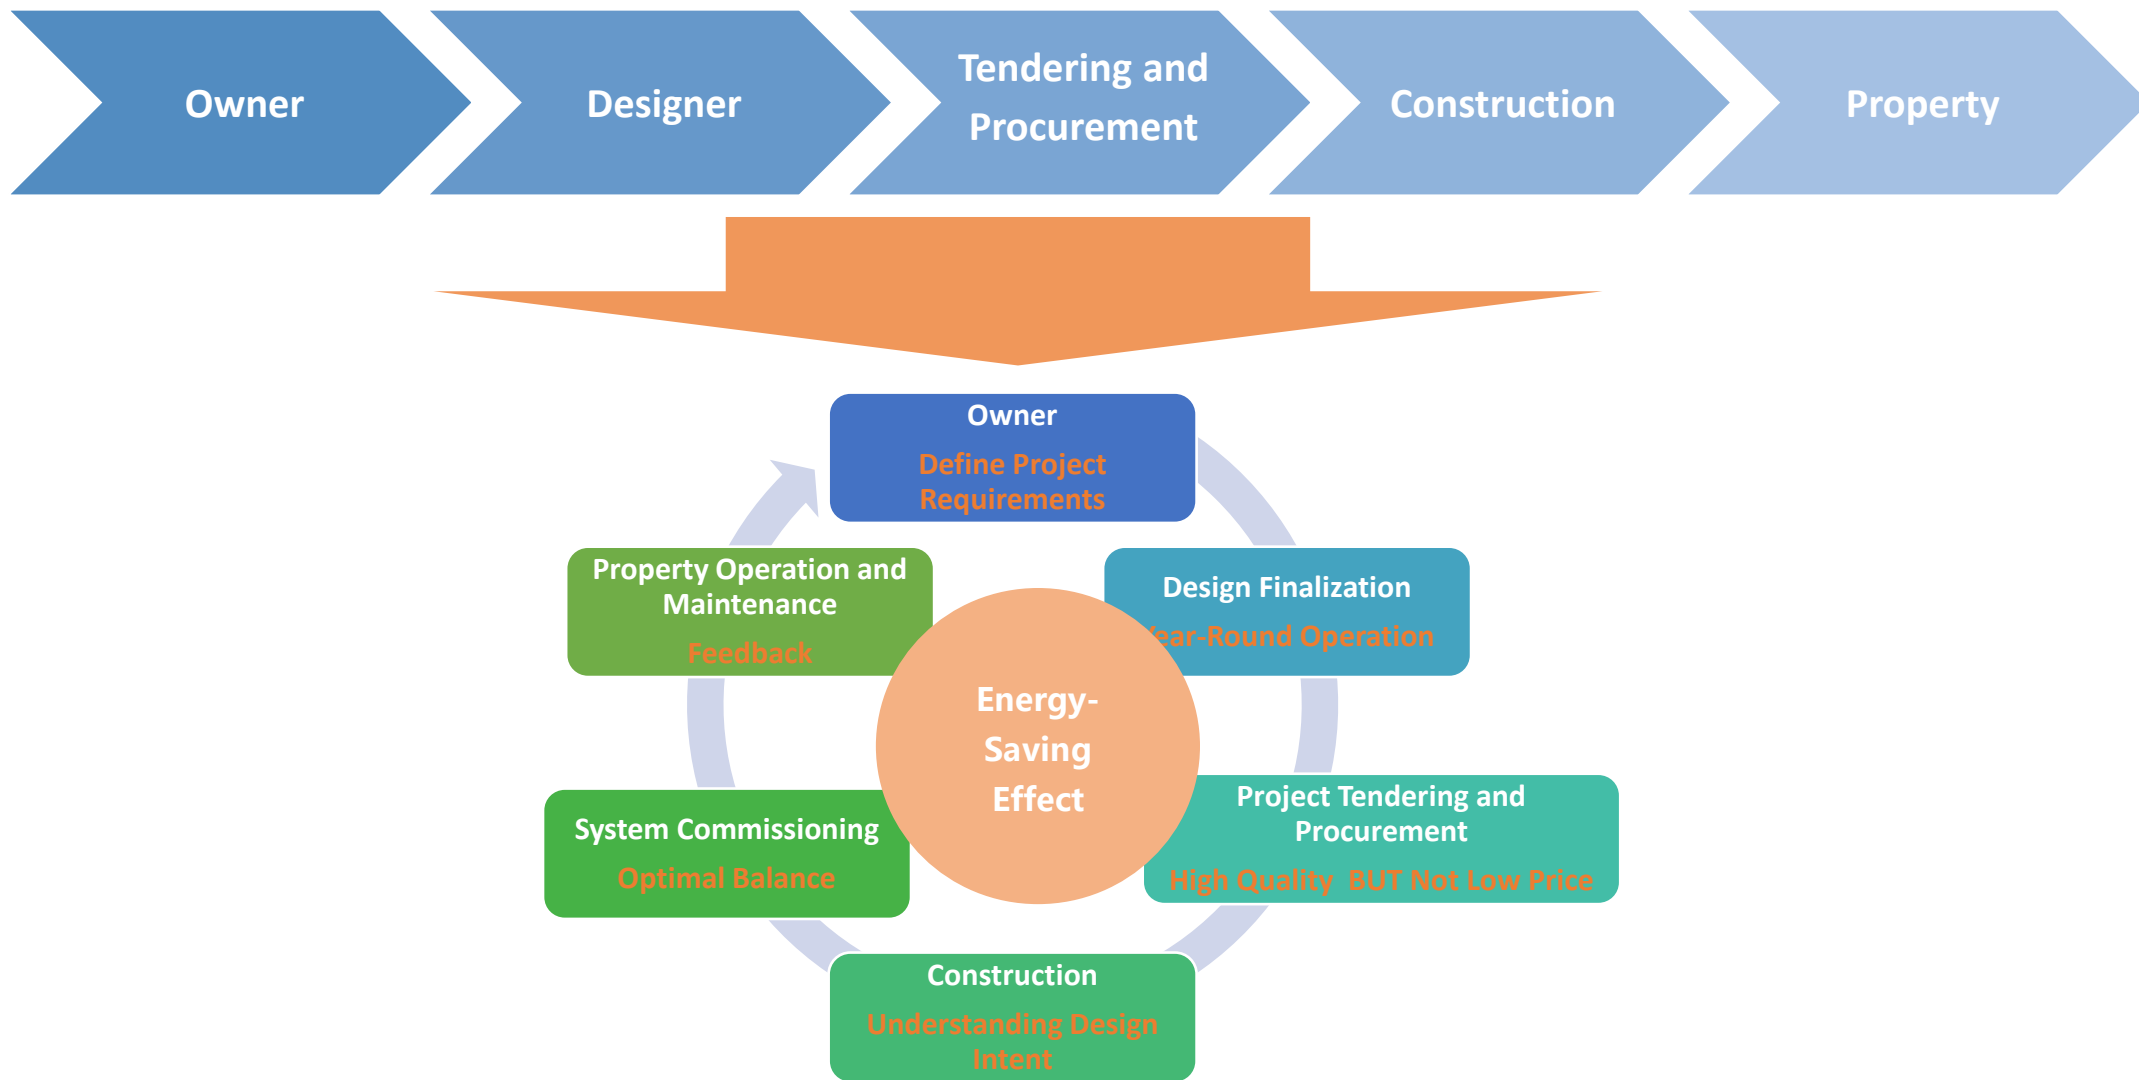 Owner
Designer
Tendering and
Procurement
Construction
Property
Owner
Define Project
Requirements
Property Operation and
Maintenance
Feedback
Design Finalization
Year-Round Operation
Energy-
Saving
Effect
System Commissioning
Optimal Balance
Project Tendering and
Procurement
High Quality  BUT Not Low Price
Construction
Understanding Design
Intent